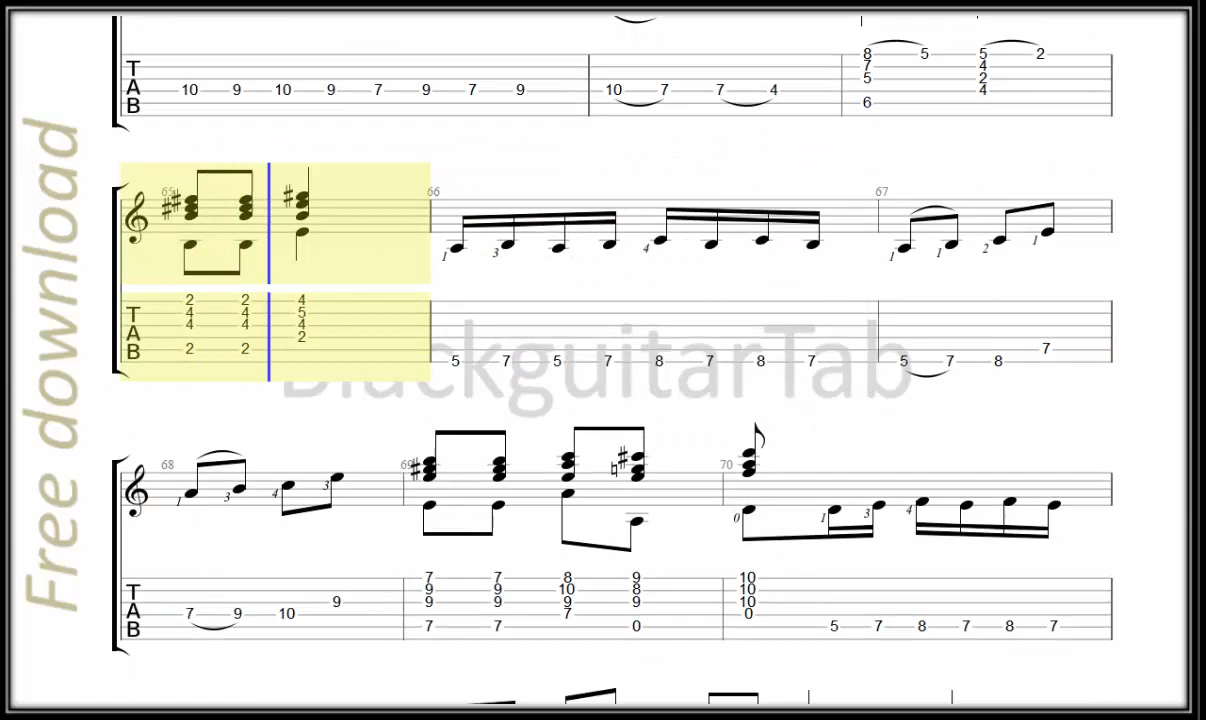 Free download
8 5 5 2
T 7 4
5 2
A 10 9 10 9 7 9 7 9 10 7 7 4 4
B 6
65 66 67
1 3 4 1 1 2 1
2 2 4
T 4 4 5
4 4 4
A 2
B 2 2 7
5 7 5 7 8 7 8 7 5 7 8
BlackguitarTab
68 69 70
1 3 4 3 0 1 3 4
7 7 8 9 10
T 9 9 10 8 10
9 9 9 9 9 10
A 7 9 10 7 0
B 7 7 0 5 7 8 7 8 7